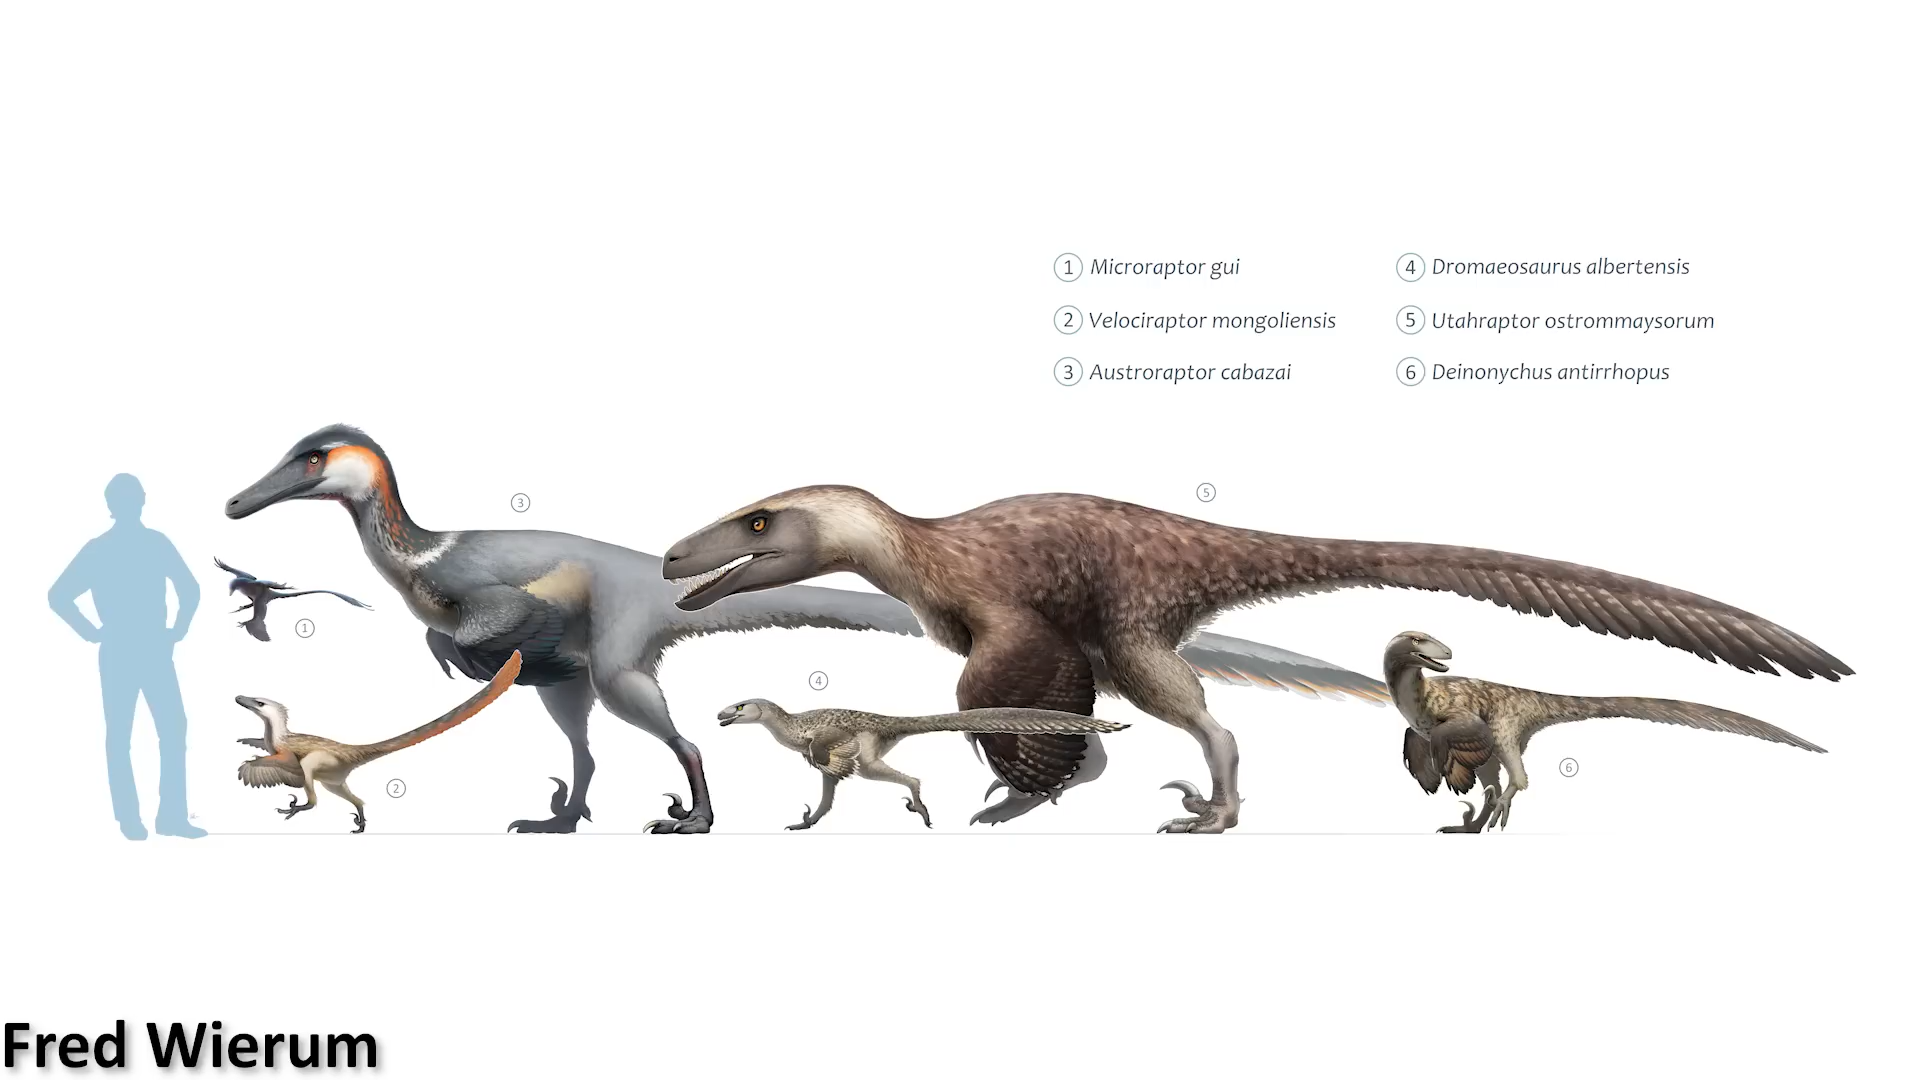 1 Microraptor gui
2 Velociraptor mongoliensis
3 Austroraptor cabazai
4 Dromaeosaurus albertensis
5 Utahraptor ostrommaysorum
6 Deinonychus antirrhopus
3
5
1
4
6
2
Fred Wierum